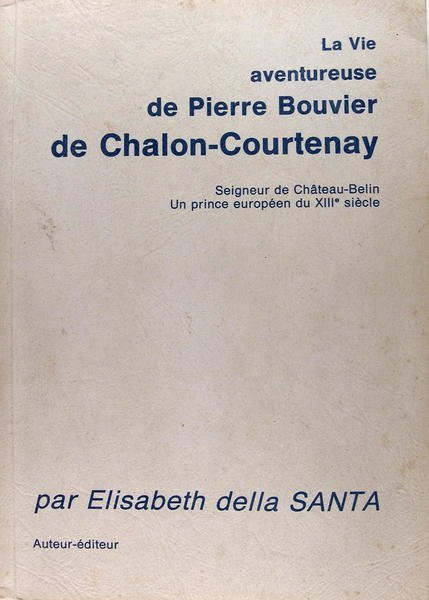 La Vie
aventureuse
de Pierre Bouvier
de Chalon-Courtenay
Seigneur de Château-Belin
Un prince européen du XIIIᵉ siècle
par Elisabeth della SANTA
Auteur-éditeur